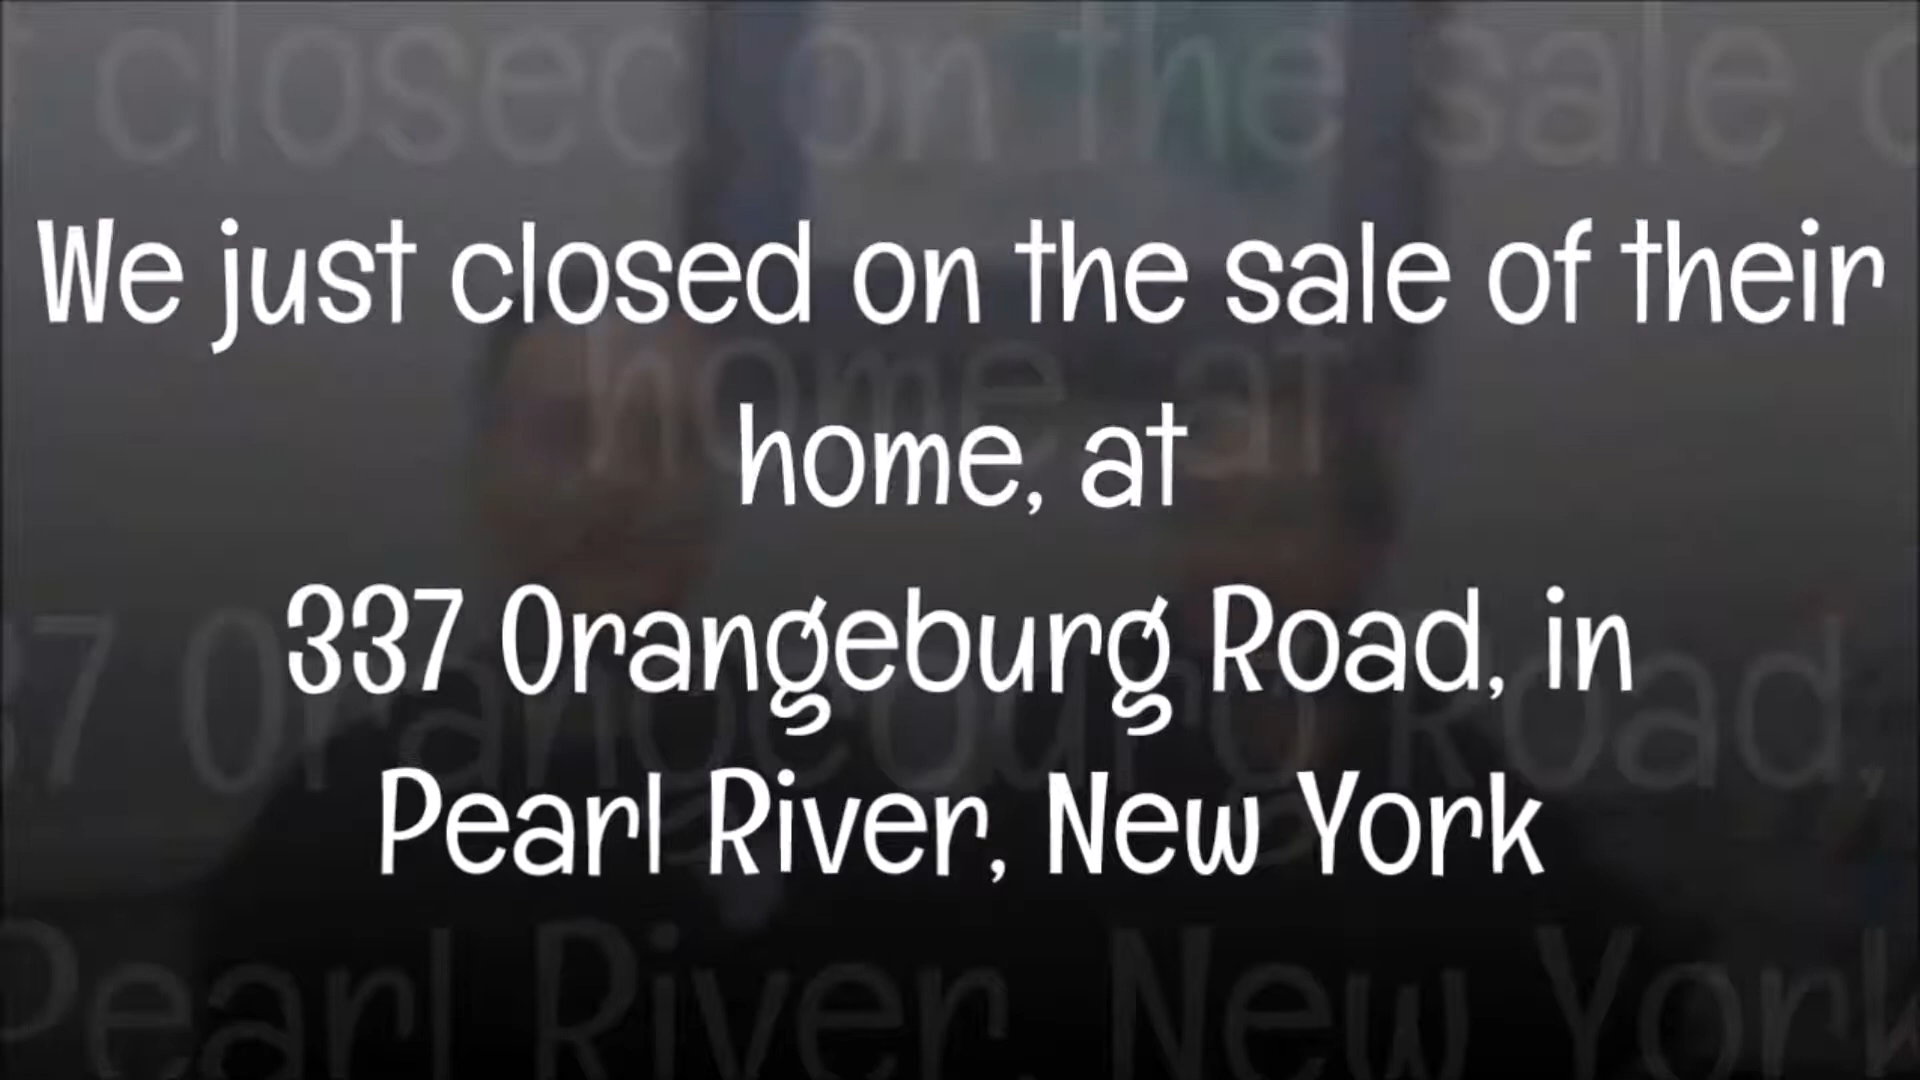 We just closed on the sale of their
home, at
337 Orangeburg Road, in
Pearl River, New York